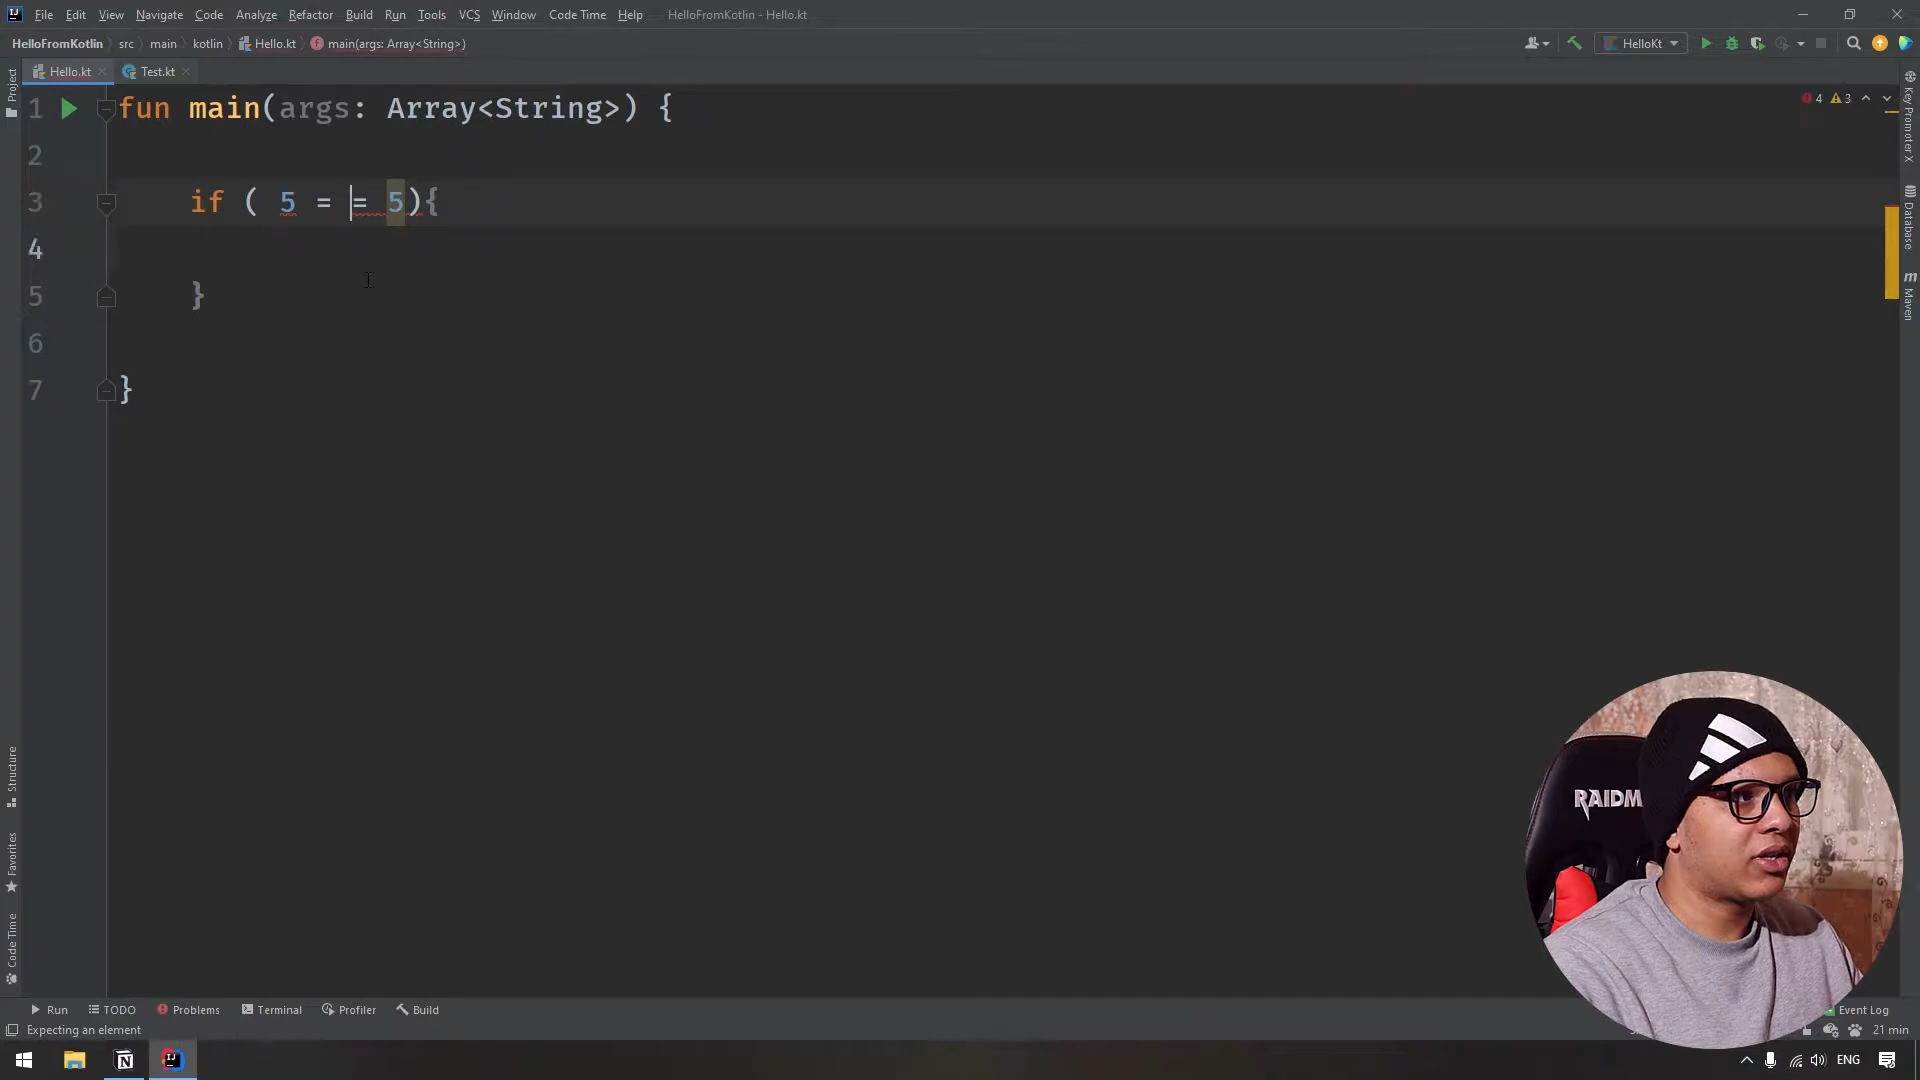 File Edit View Navigate Code Analyze Refactor Build Run Tools VCS Window Code Time Help HelloFromKotlin - Hello.kt
HelloFromKotlin src main kotlin Hello.kt main(args: Array<String>) HelloKt
Project Hello.kt Test.kt
1 fun main(args: Array<String>) { 4 3
2
3 if ( 5 = = 5){
4
5 }
6
7 }
Key Promoter X
Database
Maven
Structure
Favorites
Code Time
RAIDM
Run TODO Problems Terminal Profiler Build Event Log
Expecting an element 21 min
ENG